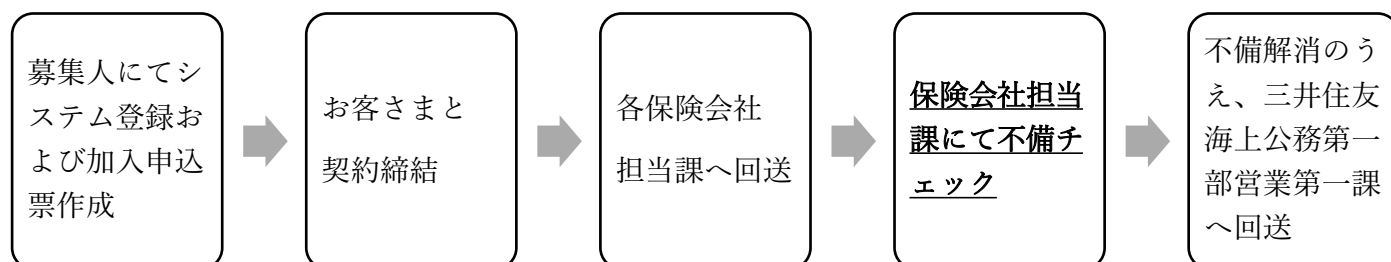 募集人にてシ
ステム登録お
よび加入申込
票作成
お客さまと
契約締結
各保険会社
担当課へ回送
保険会社担当
課にて不備チ
ェック
不備解消のう
え、三井住友
海上公務第一
部営業第一課
へ回送